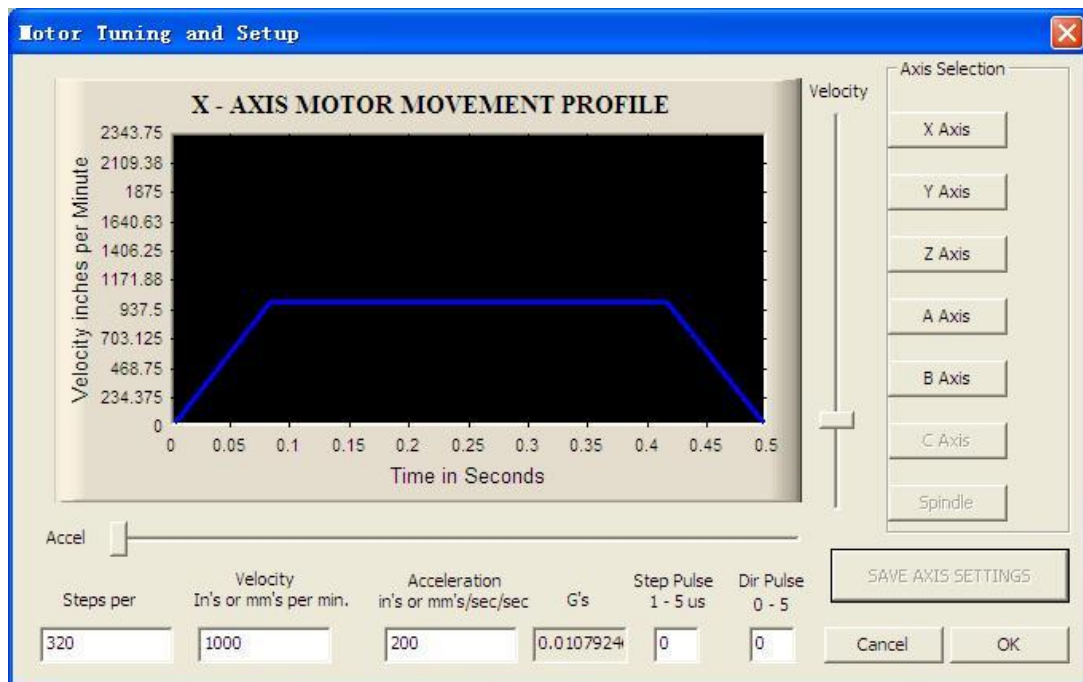 Motor Tuning and Setup
X - AXIS MOTOR MOVEMENT PROFILE
Velocity inches per Minute
2343.75
2109.38
1875
1640.63
1406.25
1171.88
937.5
703.125
468.75
234.375
0
0 0.05 0.1 0.15 0.2 0.25 0.3 0.35 0.4 0.45 0.5
Time in Seconds
Velocity
Axis Selection
X Axis
Y Axis
Z Axis
A Axis
B Axis
C Axis
Spindle
Accel
Steps per
320
Velocity
In's or mm's per min.
1000
Acceleration
in's or mm's/sec/sec
200
G's
0.0107924
Step Pulse
1 - 5 us
0
Dir Pulse
0 - 5
0
SAVE AXIS SETTINGS
Cancel
OK